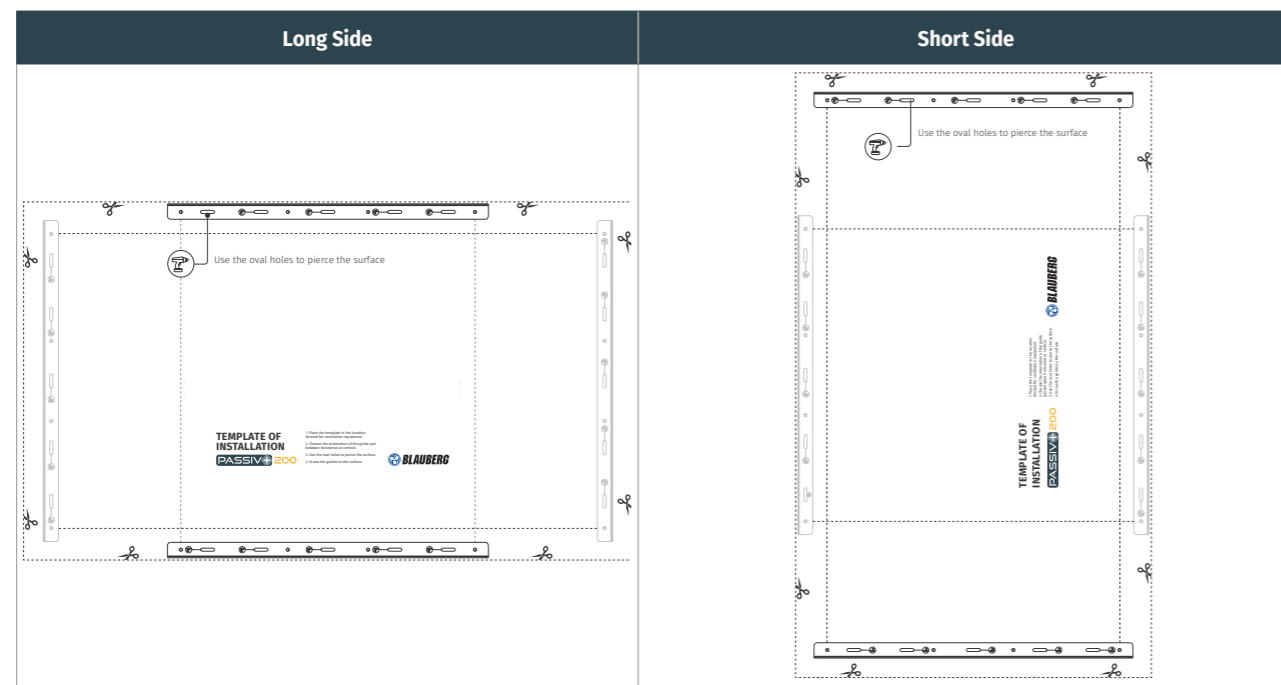 Long Side
Short Side
Use the oval holes to pierce the surface
Use the oval holes to pierce the surface
TEMPLATE OF
INSTALLATION
PASSIV+ 200
1. Place the template in the location
desired for ventilation equipment
2. Choose the orientation of the guide pair
between horizontal or vertical.
3. Use the oval holes to pierce the surface.
4. Screw the guides to the surface.
BLAUBERG
TEMPLATE OF
INSTALLATION
PASSIV+ 200
BLAUBERG